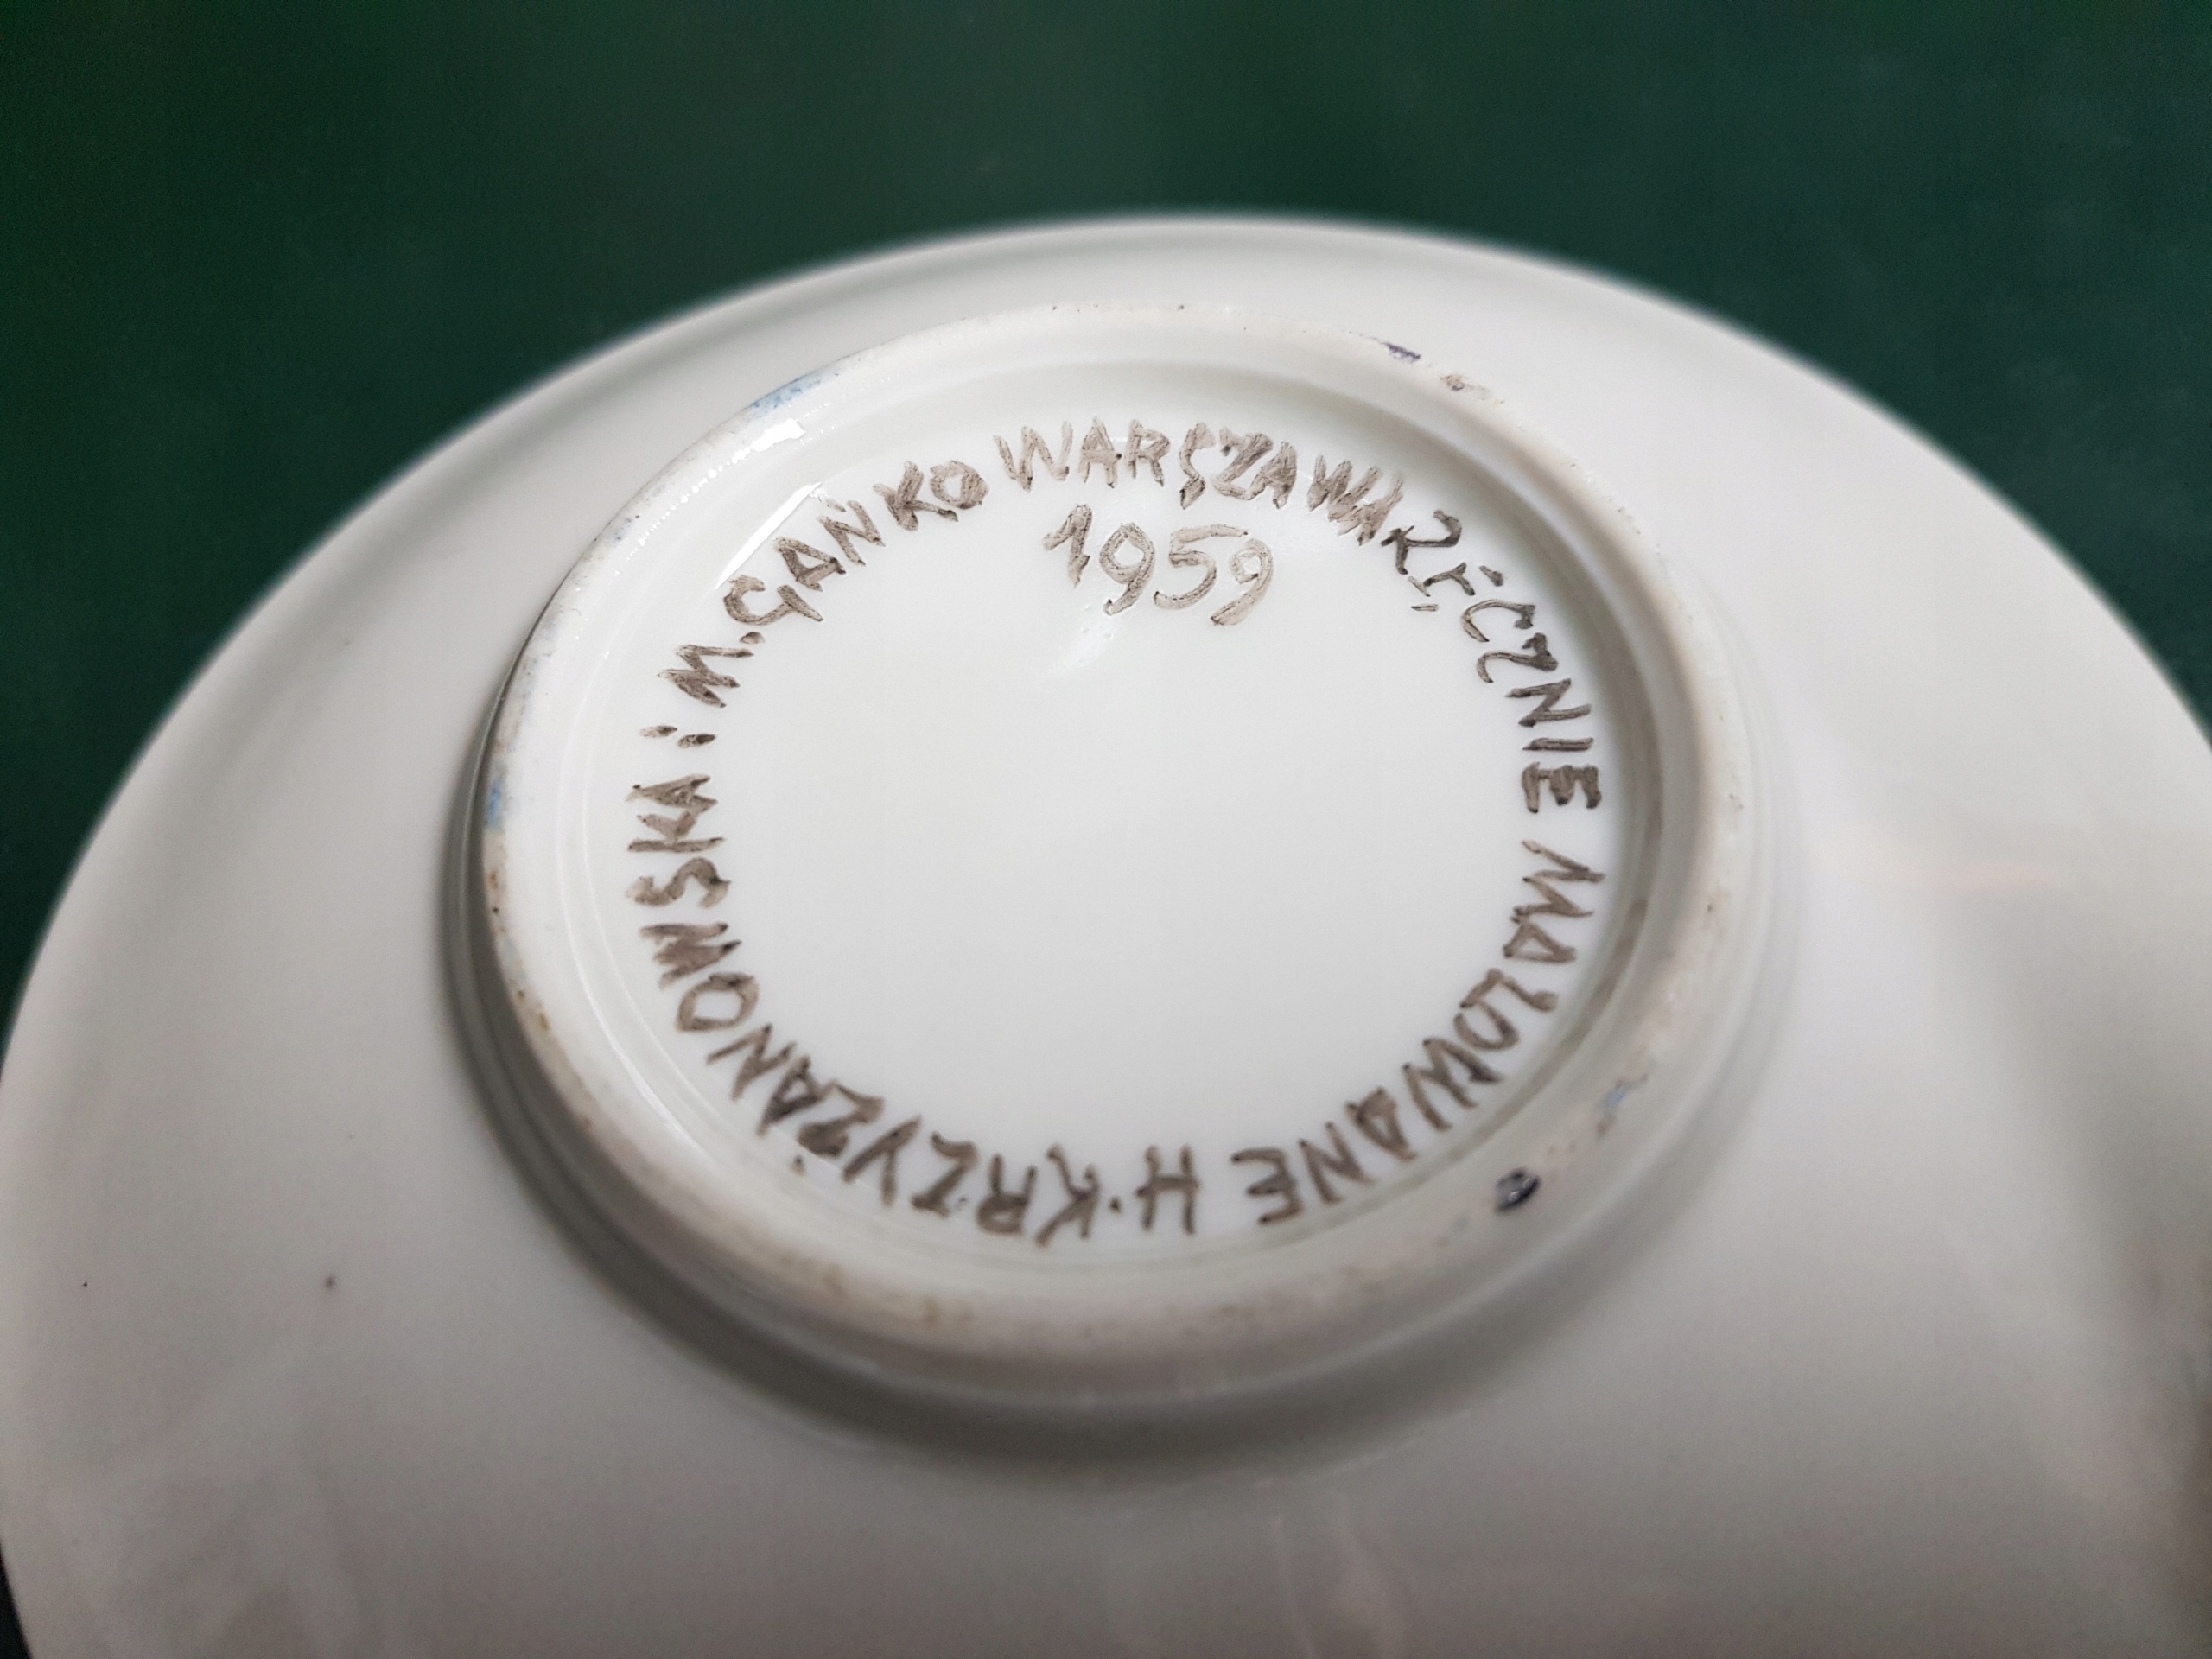 RĘCZNIE MALOWANE H. KRZYŻANOWSKA i M. GAŃKO WARSZAWA
1959